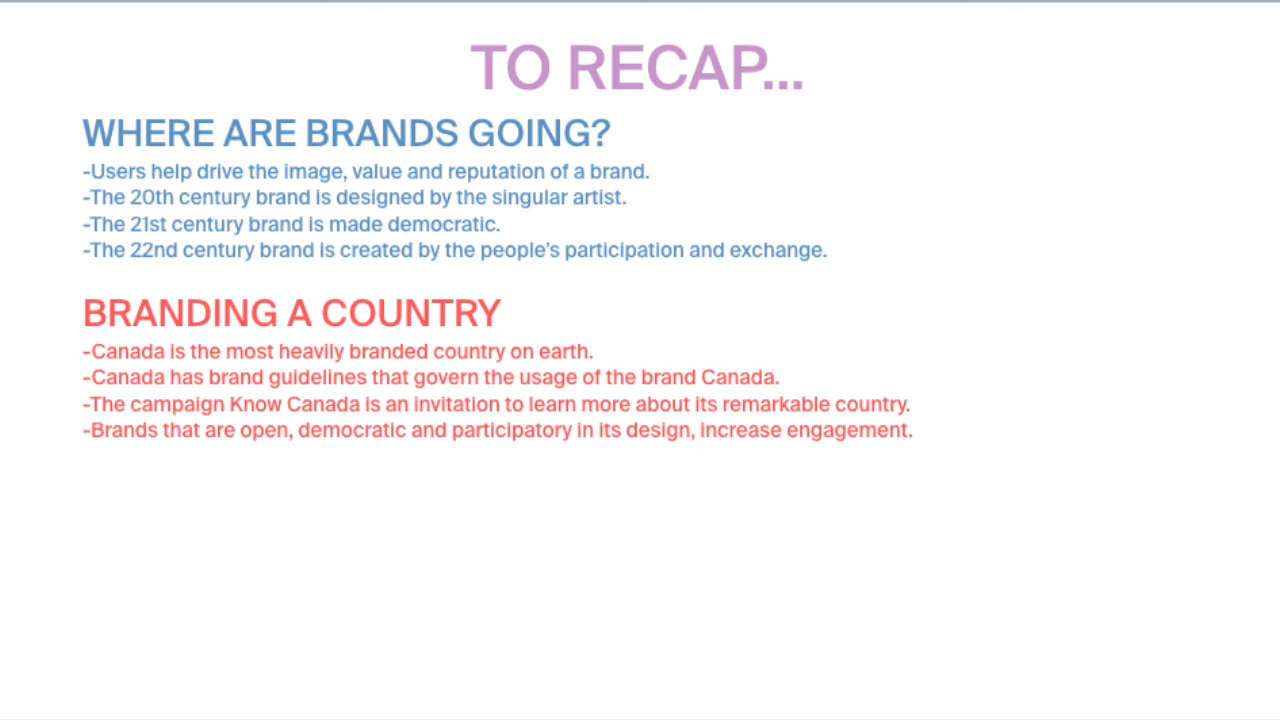 TO RECAP...
WHERE ARE BRANDS GOING?
-Users help drive the image, value and reputation of a brand.
-The 20th century brand is designed by the singular artist.
-The 21st century brand is made democratic.
-The 22nd century brand is created by the people’s participation and exchange.
BRANDING A COUNTRY
-Canada is the most heavily branded country on earth.
-Canada has brand guidelines that govern the usage of the brand Canada.
-The campaign Know Canada is an invitation to learn more about its remarkable country.
-Brands that are open, democratic and participatory in its design, increase engagement.